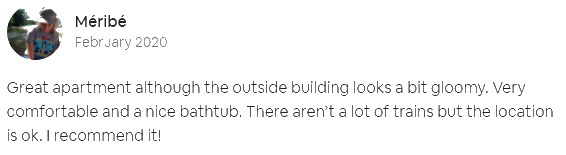 Méribé
February 2020
Great apartment although the outside building looks a bit gloomy. Very
comfortable and a nice bathtub. There aren't a lot of trains but the location
is ok. I recommend it!